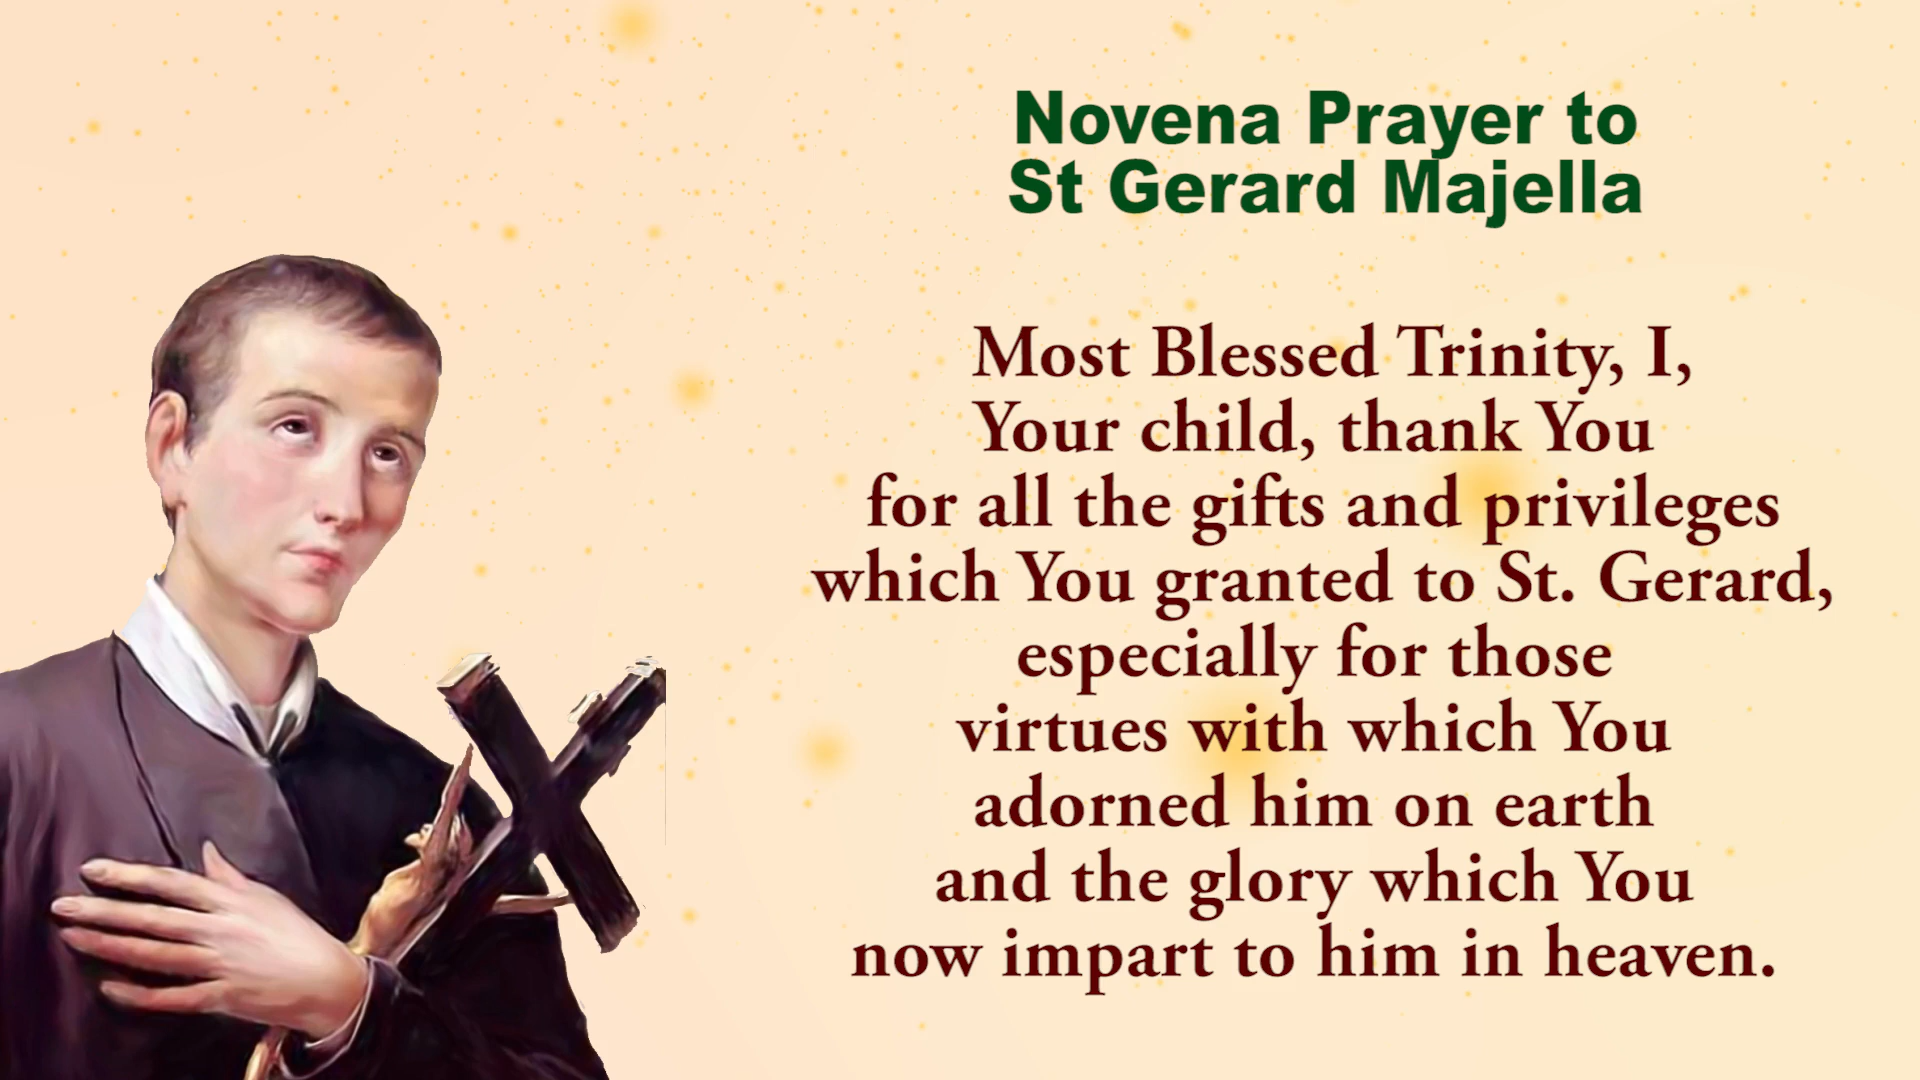 Novena Prayer to
St Gerard Majella
Most Blessed Trinity, I,
Your child, thank You
for all the gifts and privileges
which You granted to St. Gerard,
especially for those
virtues with which You
adorned him on earth
and the glory which You
now impart to him in heaven.